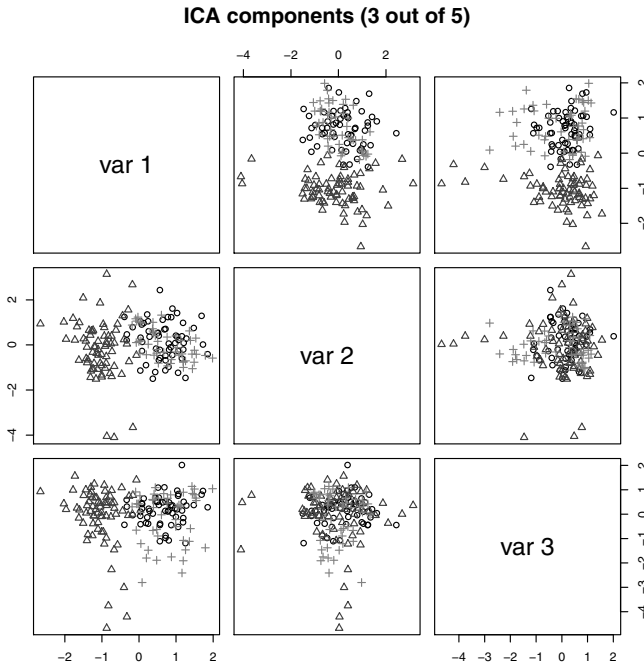 ICA components (3 out of 5)
−4 −2 0 2
var 1
−2 −1 0 1 2
−4 −2 0 2
var 2
var 3
−4 −3 −2 −1 0 1 2
−2 −1 0 1 2
−4 −3 −2 −1 0 1 2